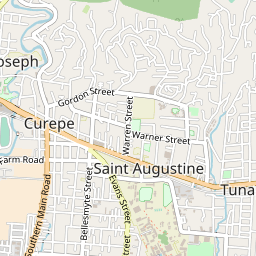 oseph
Gordon Street
Warren Street
Curepe
Warner Street
Farm Road
Saint Augustine
Tuna
Southern Main Road
Bellesmyte Street
Evans Street
Street